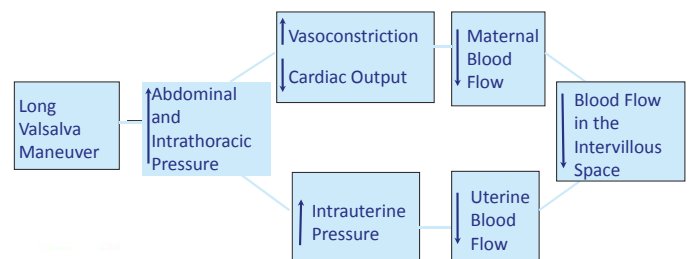 Long
Valsalva
Maneuver
Abdominal
and
Intrathoracic
Pressure
Vasoconstriction
Cardiac Output
Maternal
Blood
Flow
Intrauterine
Pressure
Uterine
Blood
Flow
Blood Flow
in the
Intervillous
Space